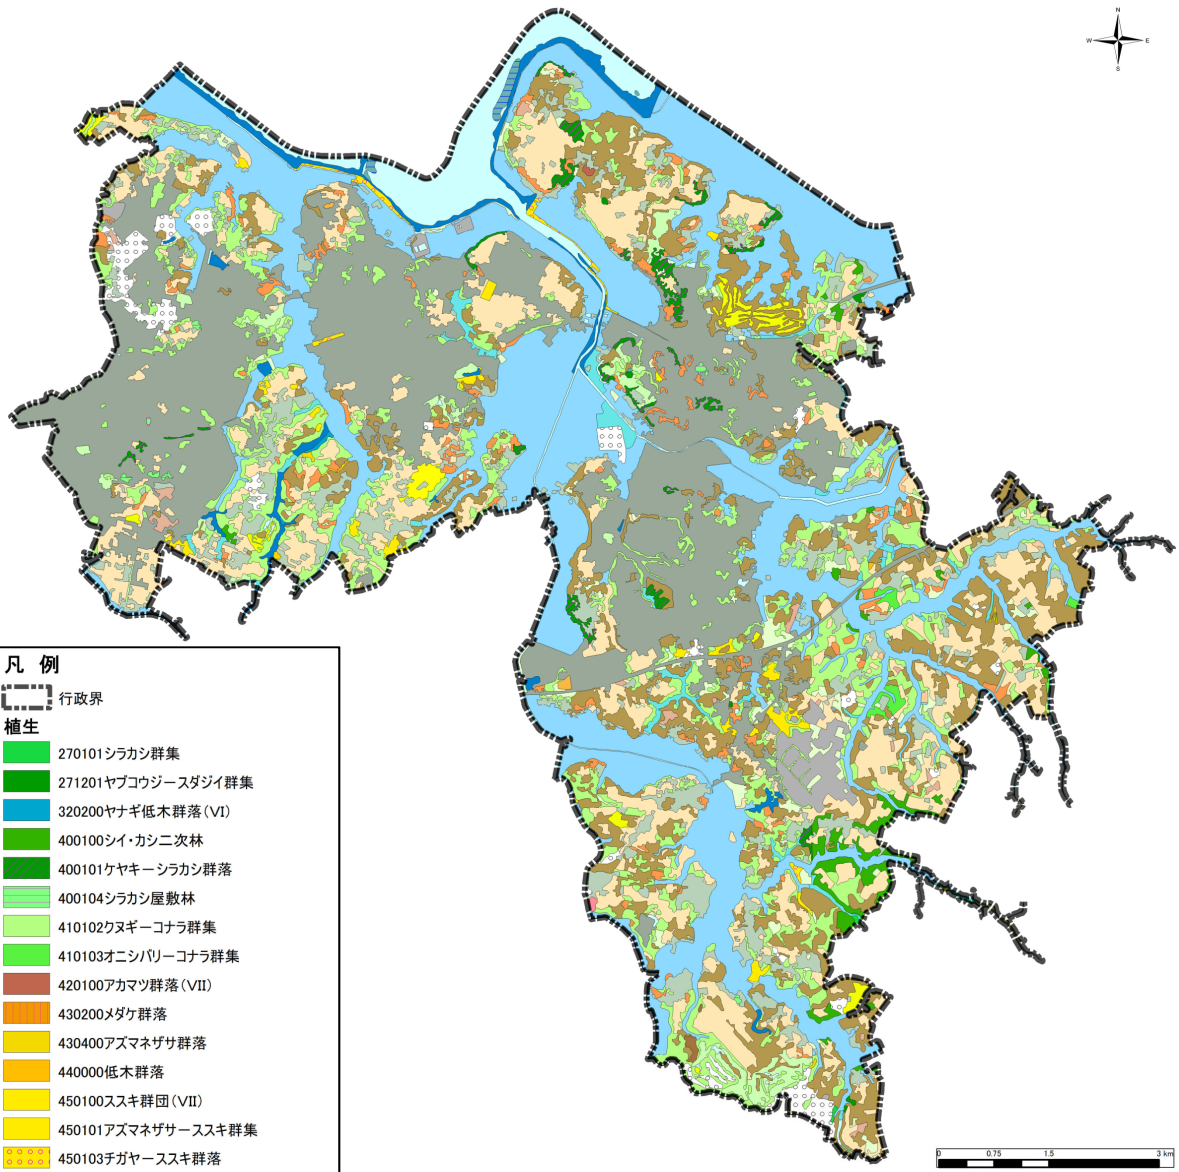 N
W E
S
凡 例
行政界
植生
270101シラカシ群集
271201ヤブコウジースダジイ群集
320200ヤナギ低木群落(VI)
400100シイ・カシ二次林
400101ケヤキーシラカシ群落
400104シラカシ屋敷林
410102クヌギーコナラ群集
410103オニシバリーコナラ群集
420100アカマツ群落(VII)
430200メダケ群落
430400アズマネザサ群落
440000低木群落
450100ススキ群団(VII)
450101アズマネザサーススキ群集
450103チガヤーススキ群落
0 0.75 1.5 3 km